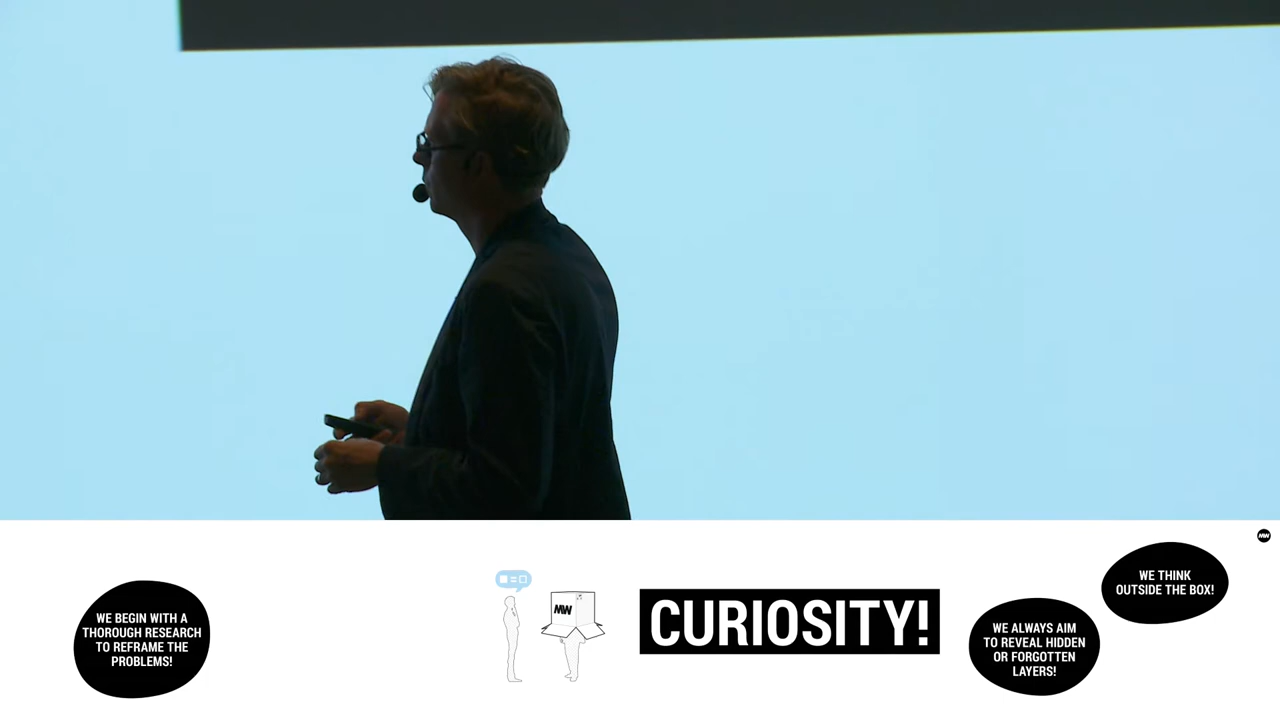 MW
WE THINK
OUTSIDE THE BOX!
WE BEGIN WITH A
THOROUGH RESEARCH
TO REFRAME THE
PROBLEMS!
MW
CURIOSITY!
WE ALWAYS AIM
TO REVEAL HIDDEN
OR FORGOTTEN
LAYERS!